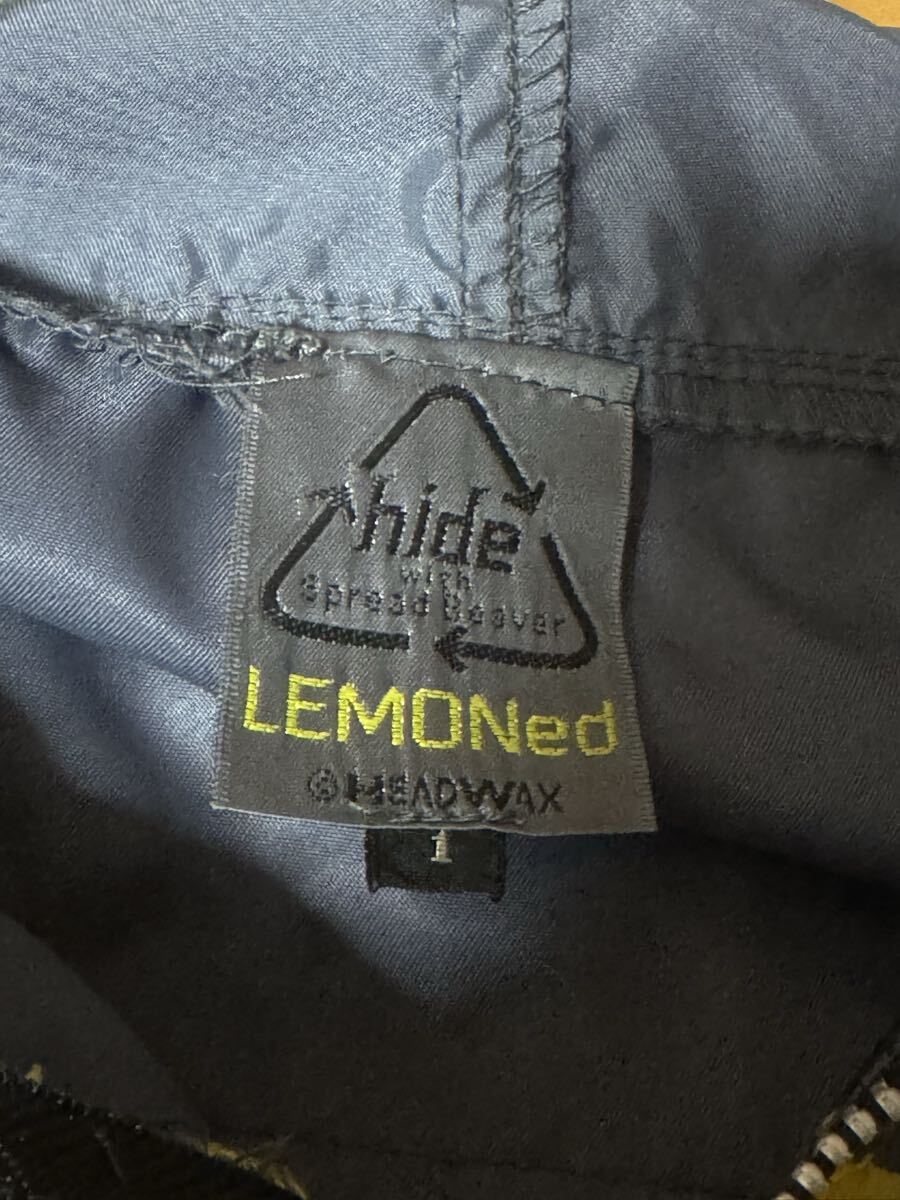 hide
with
Spread Beaver
LEMONed
©HEADWAX
1